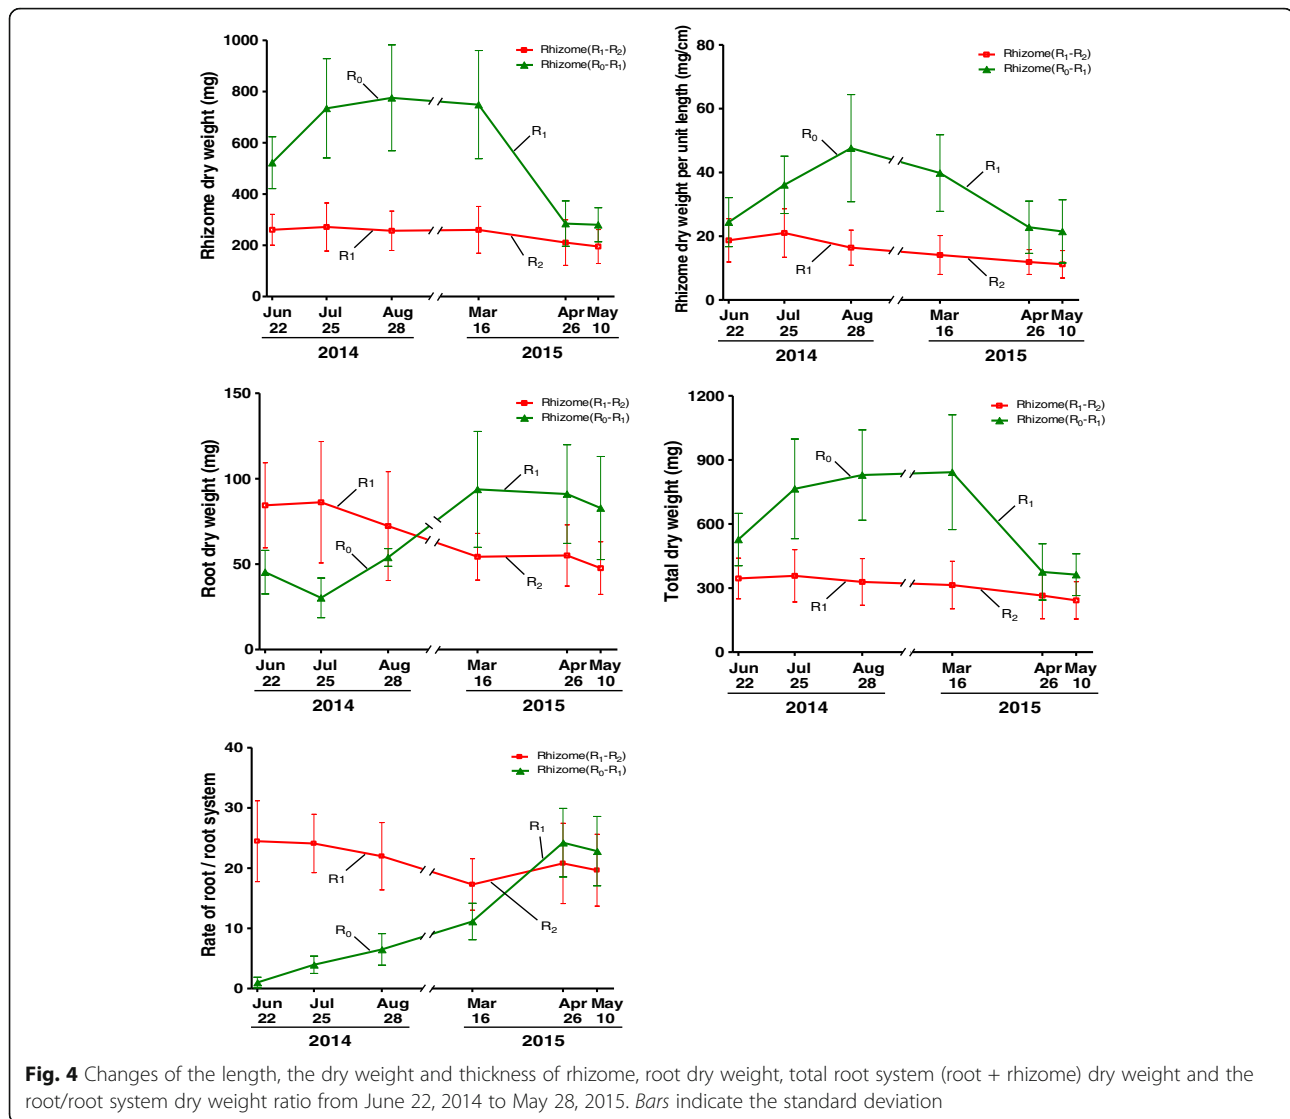 Rhizome dry weight (mg)
1000
800
600
400
200
0
Rhizome(R1-R2)
Rhizome(R0-R1)
R0
R1
R1
R2
Jun Jul Aug Mar Apr May
22 25 28 16 26 10
2014 2015
Rhizome dry weight per unit length (mg/cm)
80
60
40
20
0
Rhizome(R1-R2)
Rhizome(R0-R1)
R0
R1
R1
R2
Jun Jul Aug Mar Apr May
22 25 28 16 26 10
2014 2015
Root dry weight (mg)
150
100
50
0
Rhizome(R1-R2)
Rhizome(R0-R1)
R1
R1
R0
R2
Jun Jul Aug Mar Apr May
22 25 28 16 26 10
2014 2015
Total dry weight (mg)
1200
900
600
300
0
Rhizome(R1-R2)
Rhizome(R0-R1)
R0
R1
R1
R2
Jun Jul Aug Mar Apr May
22 25 28 16 26 10
2014 2015
Rate of root / root system
40
30
20
10
0
Rhizome(R1-R2)
Rhizome(R0-R1)
R1
R1
R0
R2
Jun Jul Aug Mar Apr May
22 25 28 16 26 10
2014 2015
Fig. 4 Changes of the length, the dry weight and thickness of rhizome, root dry weight, total root system (root + rhizome) dry weight and the
root/root system dry weight ratio from June 22, 2014 to May 28, 2015. Bars indicate the standard deviation